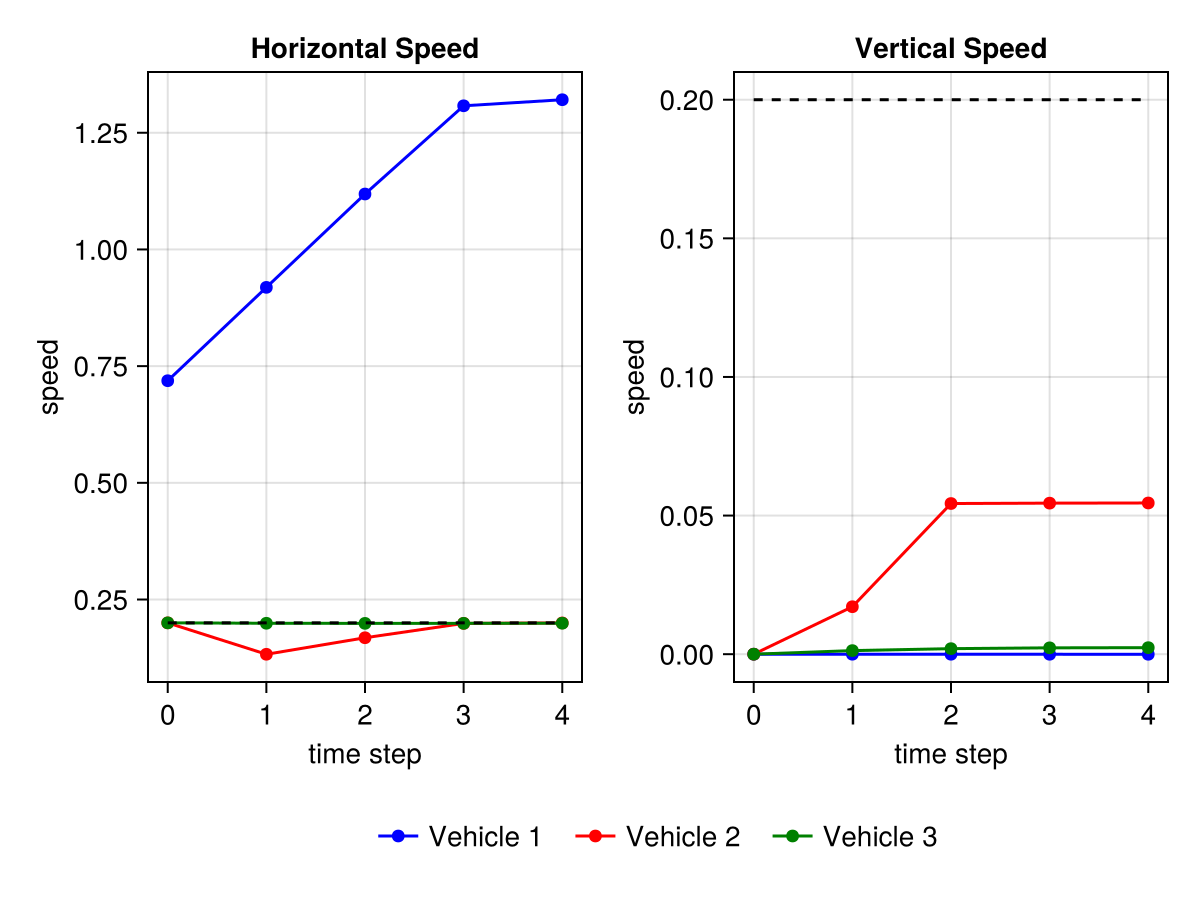 Horizontal Speed
speed
1.25
1.00
0.75
0.50
0.25
0 1 2 3 4
time step
Vertical Speed
speed
0.20
0.15
0.10
0.05
0.00
0 1 2 3 4
time step
Vehicle 1 Vehicle 2 Vehicle 3